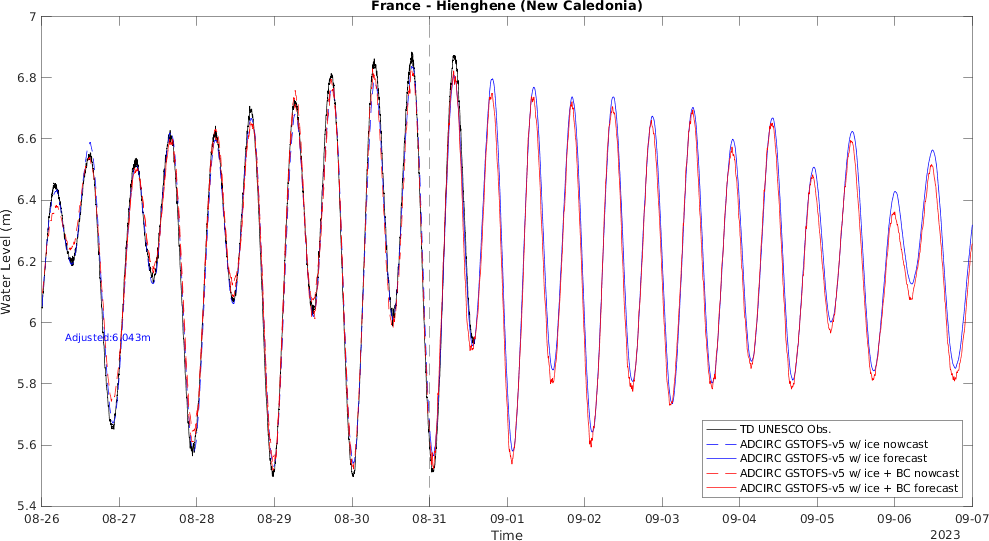 France - Hienghene (New Caledonia)
7
6.8
6.6
6.4
6.2
6
5.8
5.6
5.4
Water Level (m)
Adjusted:6.043m
TD UNESCO Obs.
ADCIRC GSTOFS-v5 w/ ice nowcast
ADCIRC GSTOFS-v5 w/ ice forecast
ADCIRC GSTOFS-v5 w/ ice + BC nowcast
ADCIRC GSTOFS-v5 w/ ice + BC forecast
08-26 08-27 08-28 08-29 08-30 08-31 09-01 09-02 09-03 09-04 09-05 09-06 09-07
Time
2023